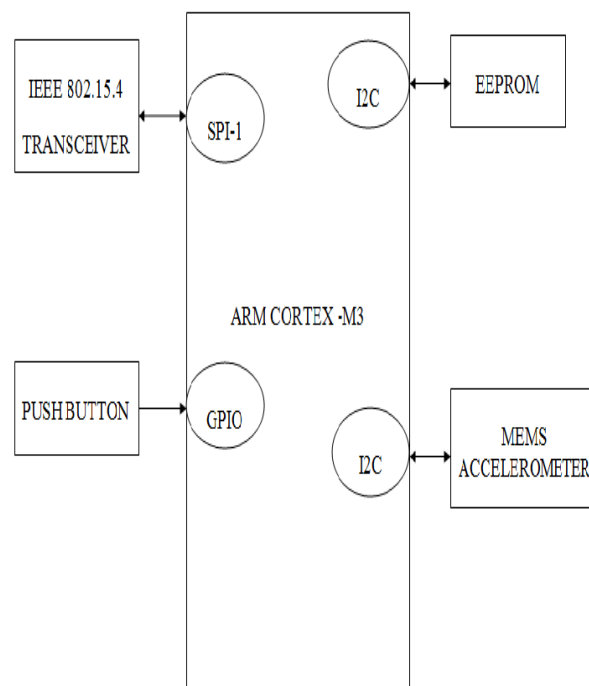 IEEE 802.15.4
TRANSCEIVER
SPI-1
I2C
EEPROM
ARM CORTEX -M3
PUSH BUTTON
GPIO
I2C
MEMS
ACCELEROMETER